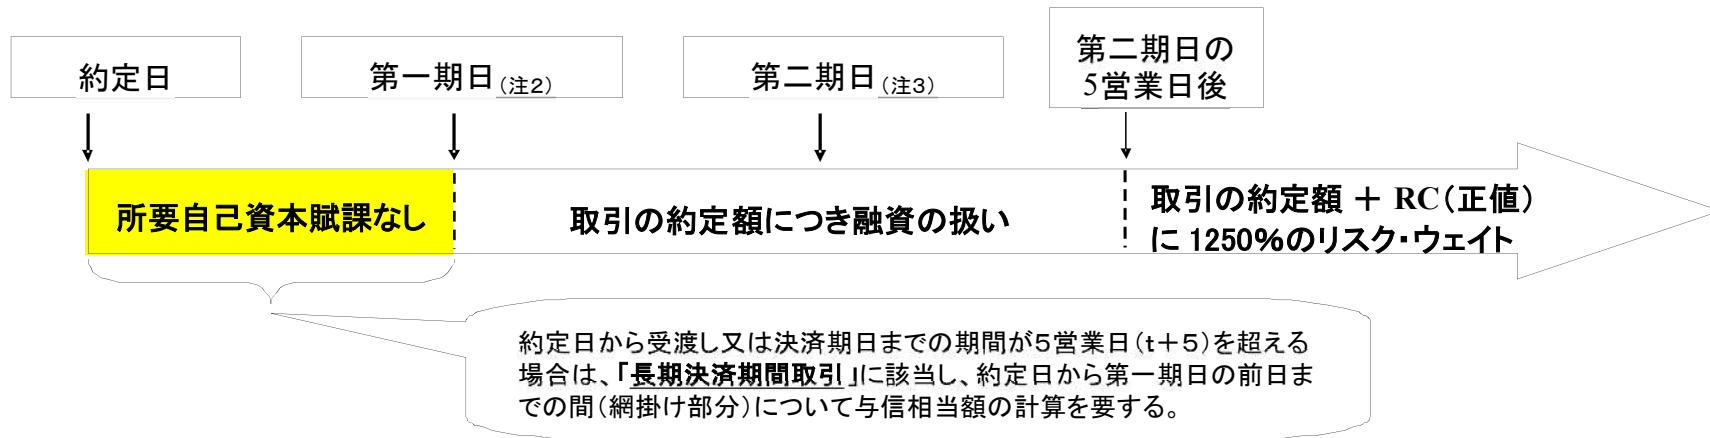 約定日
第一期日(注2)
第二期日(注3)
第二期日の
5営業日後
所要自己資本賦課なし
取引の約定額につき融資の扱い
取引の約定額 + RC(正値)
に 1250%のリスク・ウェイト
約定日から受渡し又は決済期日までの期間が5営業日(t+5)を超える
場合は、「長期決済期間取引」に該当し、約定日から第一期日の前日ま
での間(網掛け部分)について与信相当額の計算を要する。